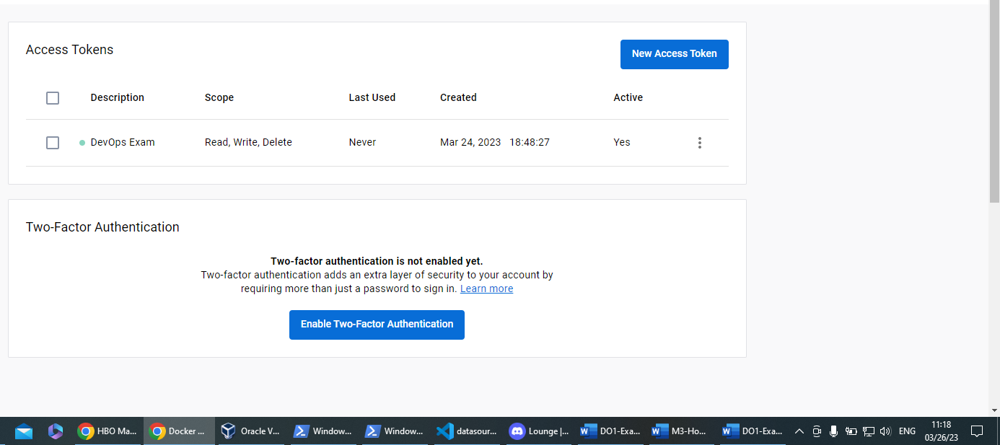 Access Tokens
New Access Token
Description Scope Last Used Created Active
DevOps Exam Read, Write, Delete Never Mar 24, 2023 18:48:27 Yes
Two-Factor Authentication
Two-factor authentication is not enabled yet.
Two-factor authentication adds an extra layer of security to your account by
requiring more than just a password to sign in. Learn more
Enable Two-Factor Authentication
HBO Ma... Docker ... Oracle V... Window... Window... datasour... Lounge |... DO1-Exa... M3-Ho... DO1-Exa... ENG 11:18
03/26/23